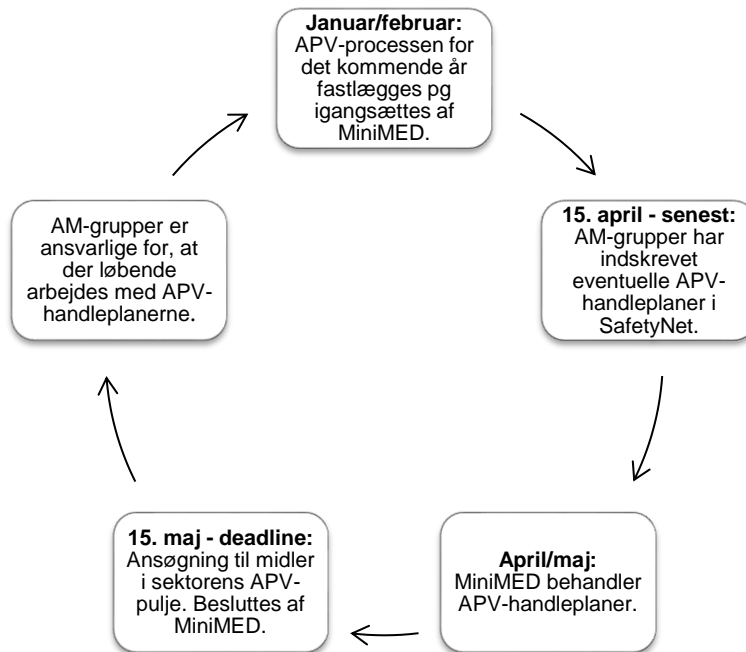 Januar/februar:
APV-processen for
det kommende år
fastlægges pg
igangsættes af
MiniMED.
15. april - senest:
AM-grupper har
indskrevet
eventuelle APV-
handleplaner i
SafetyNet.
April/maj:
MiniMED behandler
APV-handleplaner.
15. maj - deadline:
Ansøgning til midler
i sektorens APV-
pulje. Besluttes af
MiniMED.
AM-grupper er
ansvarlige for, at
der løbende
arbejdes med APV-
handleplanerne.